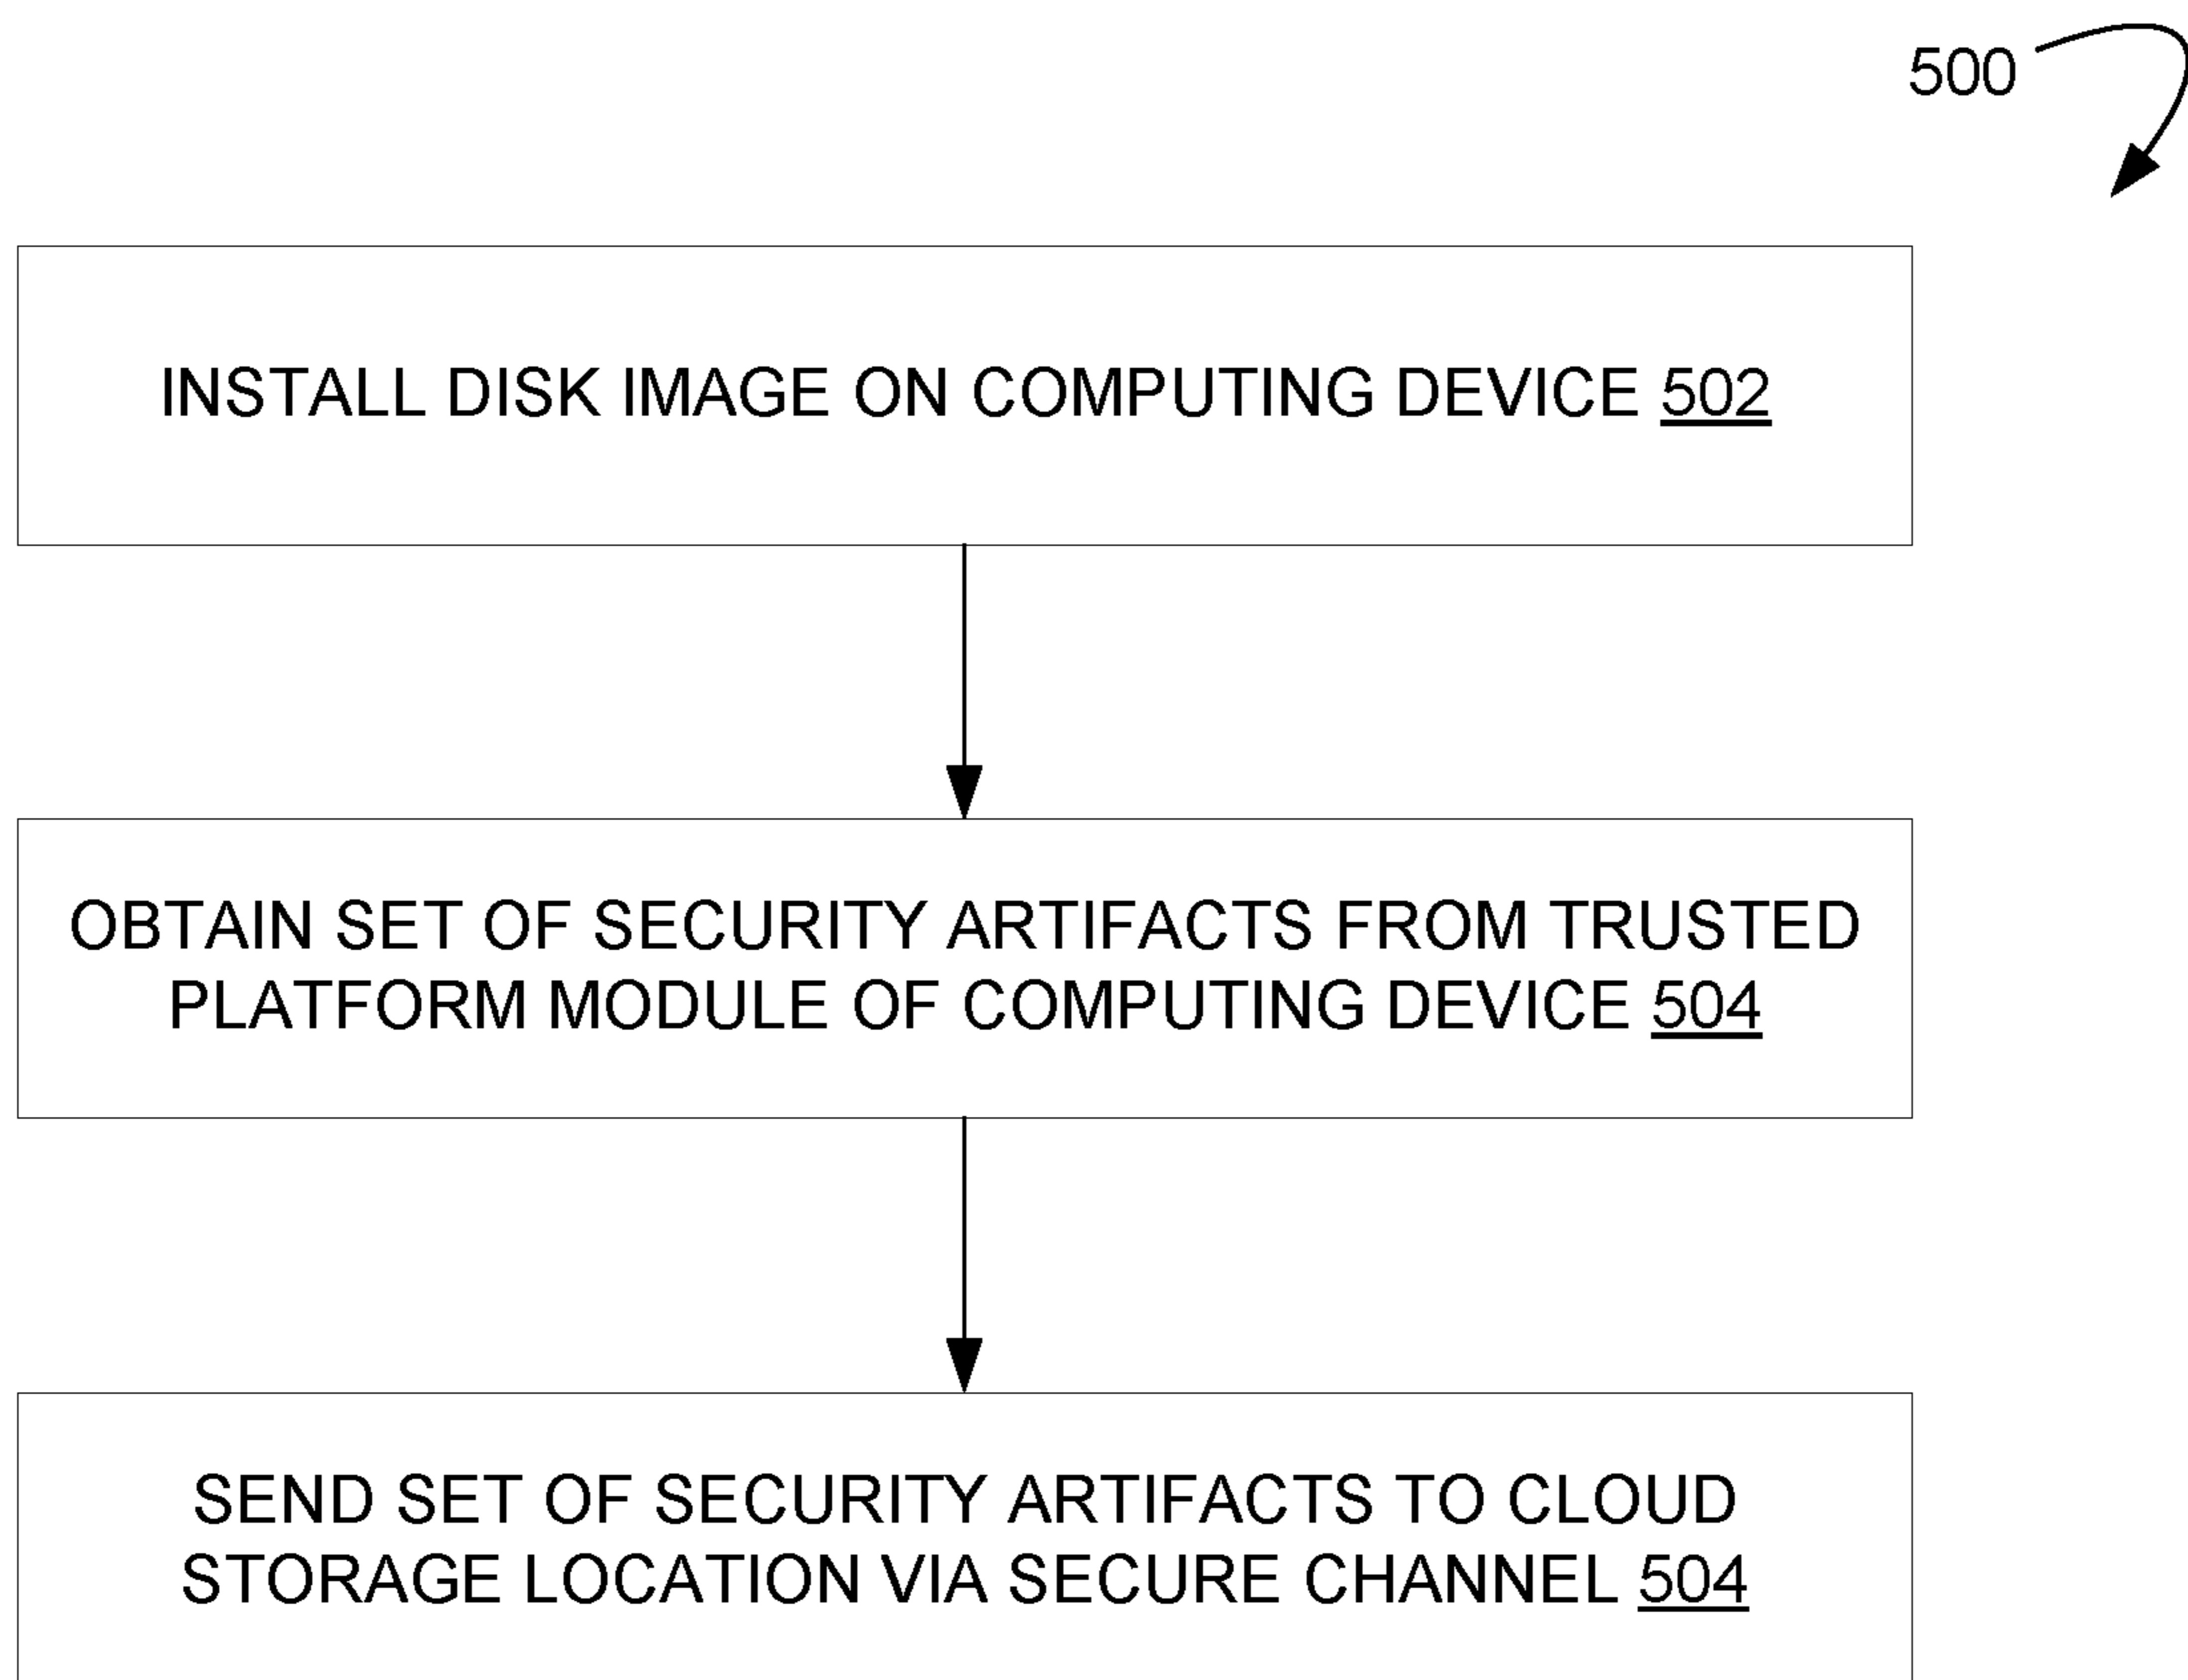 500
INSTALL DISK IMAGE ON COMPUTING DEVICE 502
OBTAIN SET OF SECURITY ARTIFACTS FROM TRUSTED
PLATFORM MODULE OF COMPUTING DEVICE 504
SEND SET OF SECURITY ARTIFACTS TO CLOUD
STORAGE LOCATION VIA SECURE CHANNEL 504